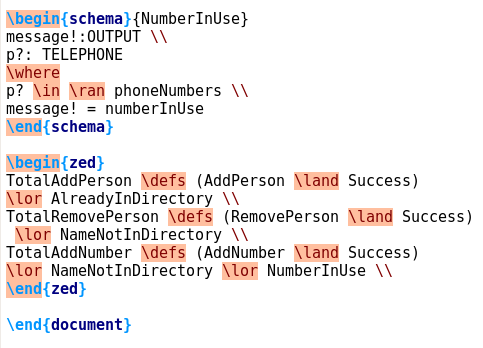 \begin{schema}{NumberInUse}
message!:OUTPUT \\
p?: TELEPHONE
\where
p? \in \ran phoneNumbers \\
message! = numberInUse
\end{schema}

\begin{zed}
TotalAddPerson \defs (AddPerson \land Success)
\lor AlreadyInDirectory \\
TotalRemovePerson \defs (RemovePerson \land Success)
 \lor NameNotInDirectory \\
TotalAddNumber \defs (AddNumber \land Success)
\lor NameNotInDirectory \lor NumberInUse \\
\end{zed}

\end{document}